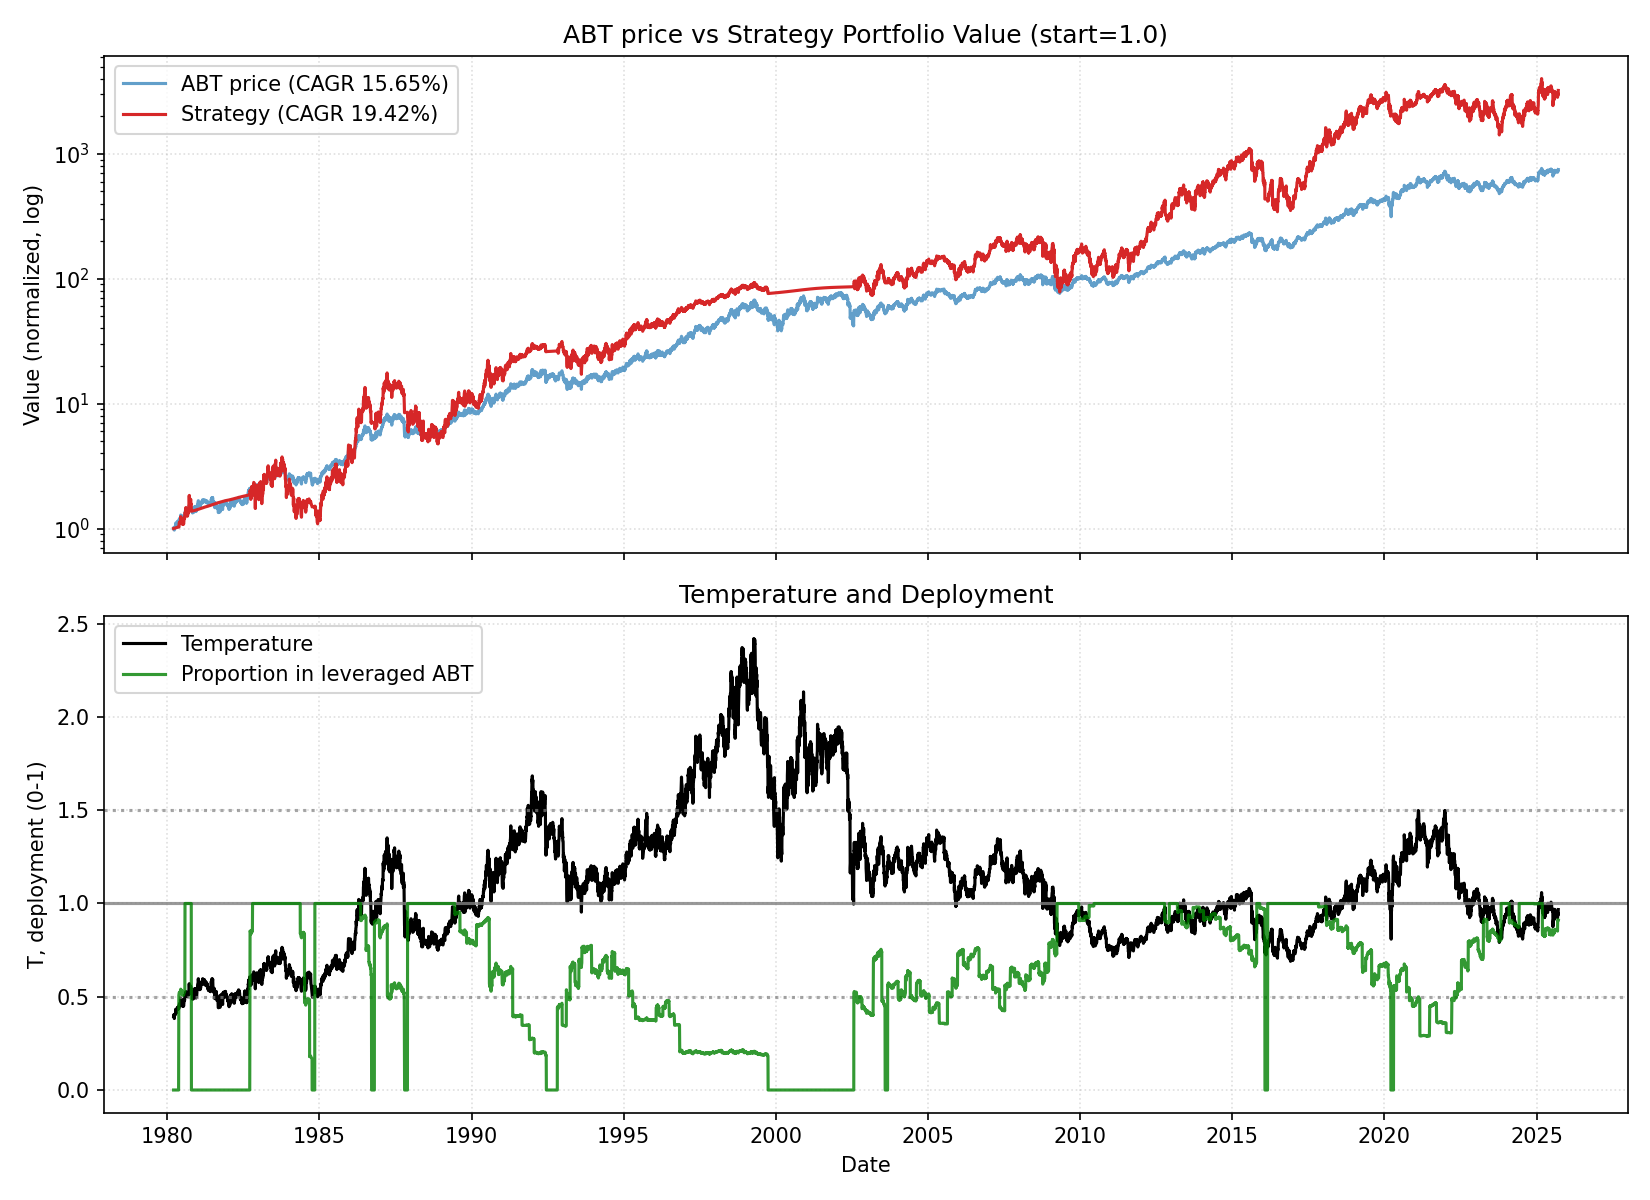 ABT price vs Strategy Portfolio Value (start=1.0)
ABT price (CAGR 15.65%)
Strategy (CAGR 19.42%)
Value (normalized, log)
10³
10²
10¹
10⁰
Temperature and Deployment
Temperature
Proportion in leveraged ABT
T, deployment (0-1)
2.5
2.0
1.5
1.0
0.5
0.0
1980 1985 1990 1995 2000 2005 2010 2015 2020 2025
Date